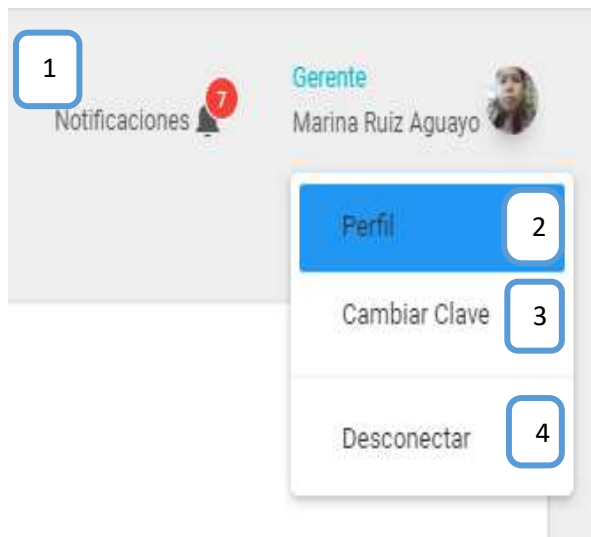 1
Notificaciones 7
Gerente
Marina Ruiz Aguayo
Perfil 2
Cambiar Clave 3
Desconectar 4